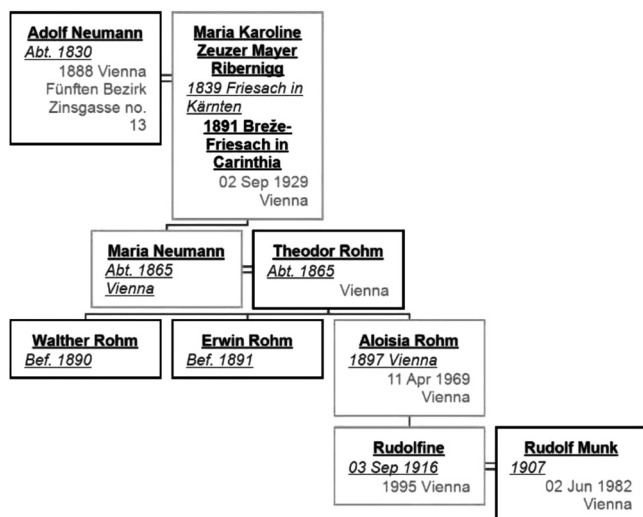 Adolf Neumann
Abt. 1830
1888 Vienna
Fünften Bezirk
Zinsgasse no.
13
Maria Karoline
Zeuzer Mayer
Ribernigg
1839 Friesach in
Kärnten
1891 Breže-
Friesach in
Carinthia
02 Sep 1929
Vienna
Maria Neumann
Abt. 1865
Vienna
Theodor Rohm
Abt. 1865
Vienna
Walther Rohm
Bef. 1890
Erwin Rohm
Bef. 1891
Aloisia Rohm
1897 Vienna
11 Apr 1969
Vienna
Rudolfine
03 Sep 1916
1995 Vienna
Rudolf Munk
1907
02 Jun 1982
Vienna